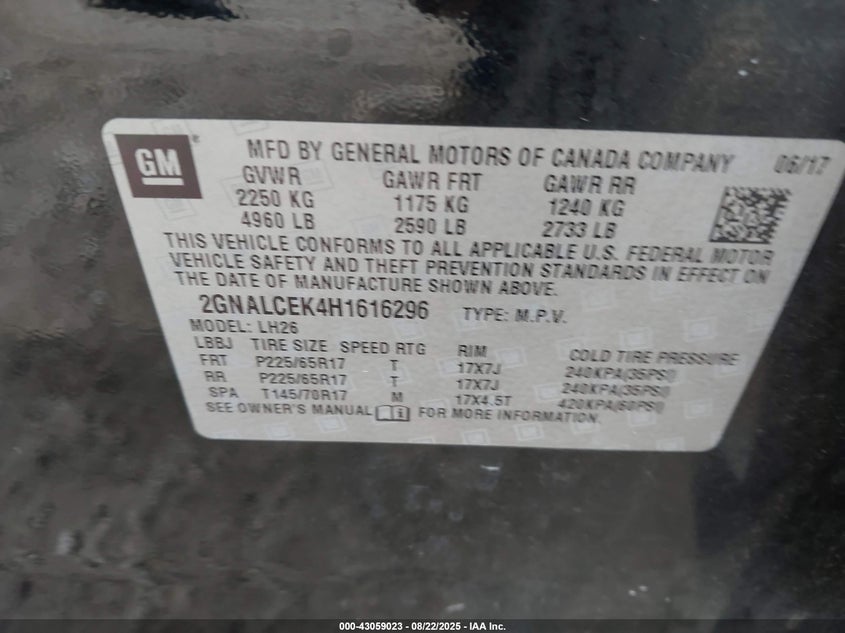 GM ® MFD BY GENERAL MOTORS OF CANADA COMPANY 06/17
GVWR GAWR FRT GAWR RR
2250 KG 1175 KG 1240 KG
4960 LB 2590 LB 2733 LB
THIS VEHICLE CONFORMS TO ALL APPLICABLE U.S. FEDERAL MOTOR
VEHICLE SAFETY AND THEFT PREVENTION STANDARDS IN EFFECT ON
THE DATE OF MANUFACTURE SHOWN ABOVE.
2GNALCEK4H1616296 TYPE: M.P.V.
MODEL: LH26
LBBJ TIRE SIZE SPEED RTG RIM COLD TIRE PRESSURE
FRT P225/65R17 T 17X7J 240KPA(35PSI)
RR P225/65R17 T 17X7J 240KPA(35PSI)
SPA T145/70R17 M 17X4.5T 420KPA(60PSI)
SEE OWNER'S MANUAL FOR MORE INFORMATION.
000-43059023 - 08/22/2025 - IAA Inc.